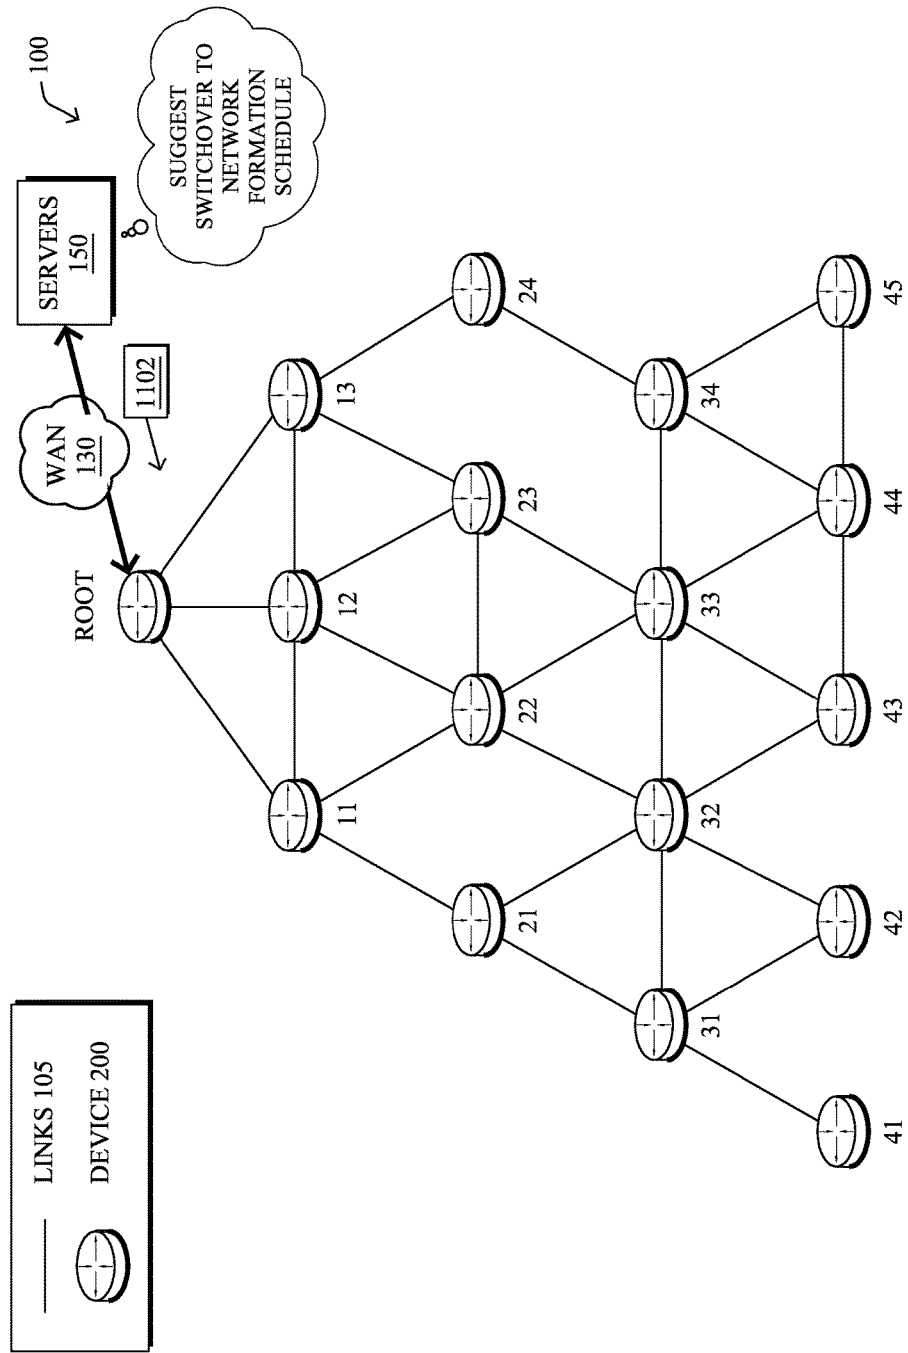 LINKS 105
DEVICE 200
ROOT
WAN
130
1102
SERVERS
150
100
SUGGEST
SWITCHOVER TO
NETWORK
FORMATION
SCHEDULE
11
12
13
21
22
23
24
31
32
33
34
41
42
43
44
45